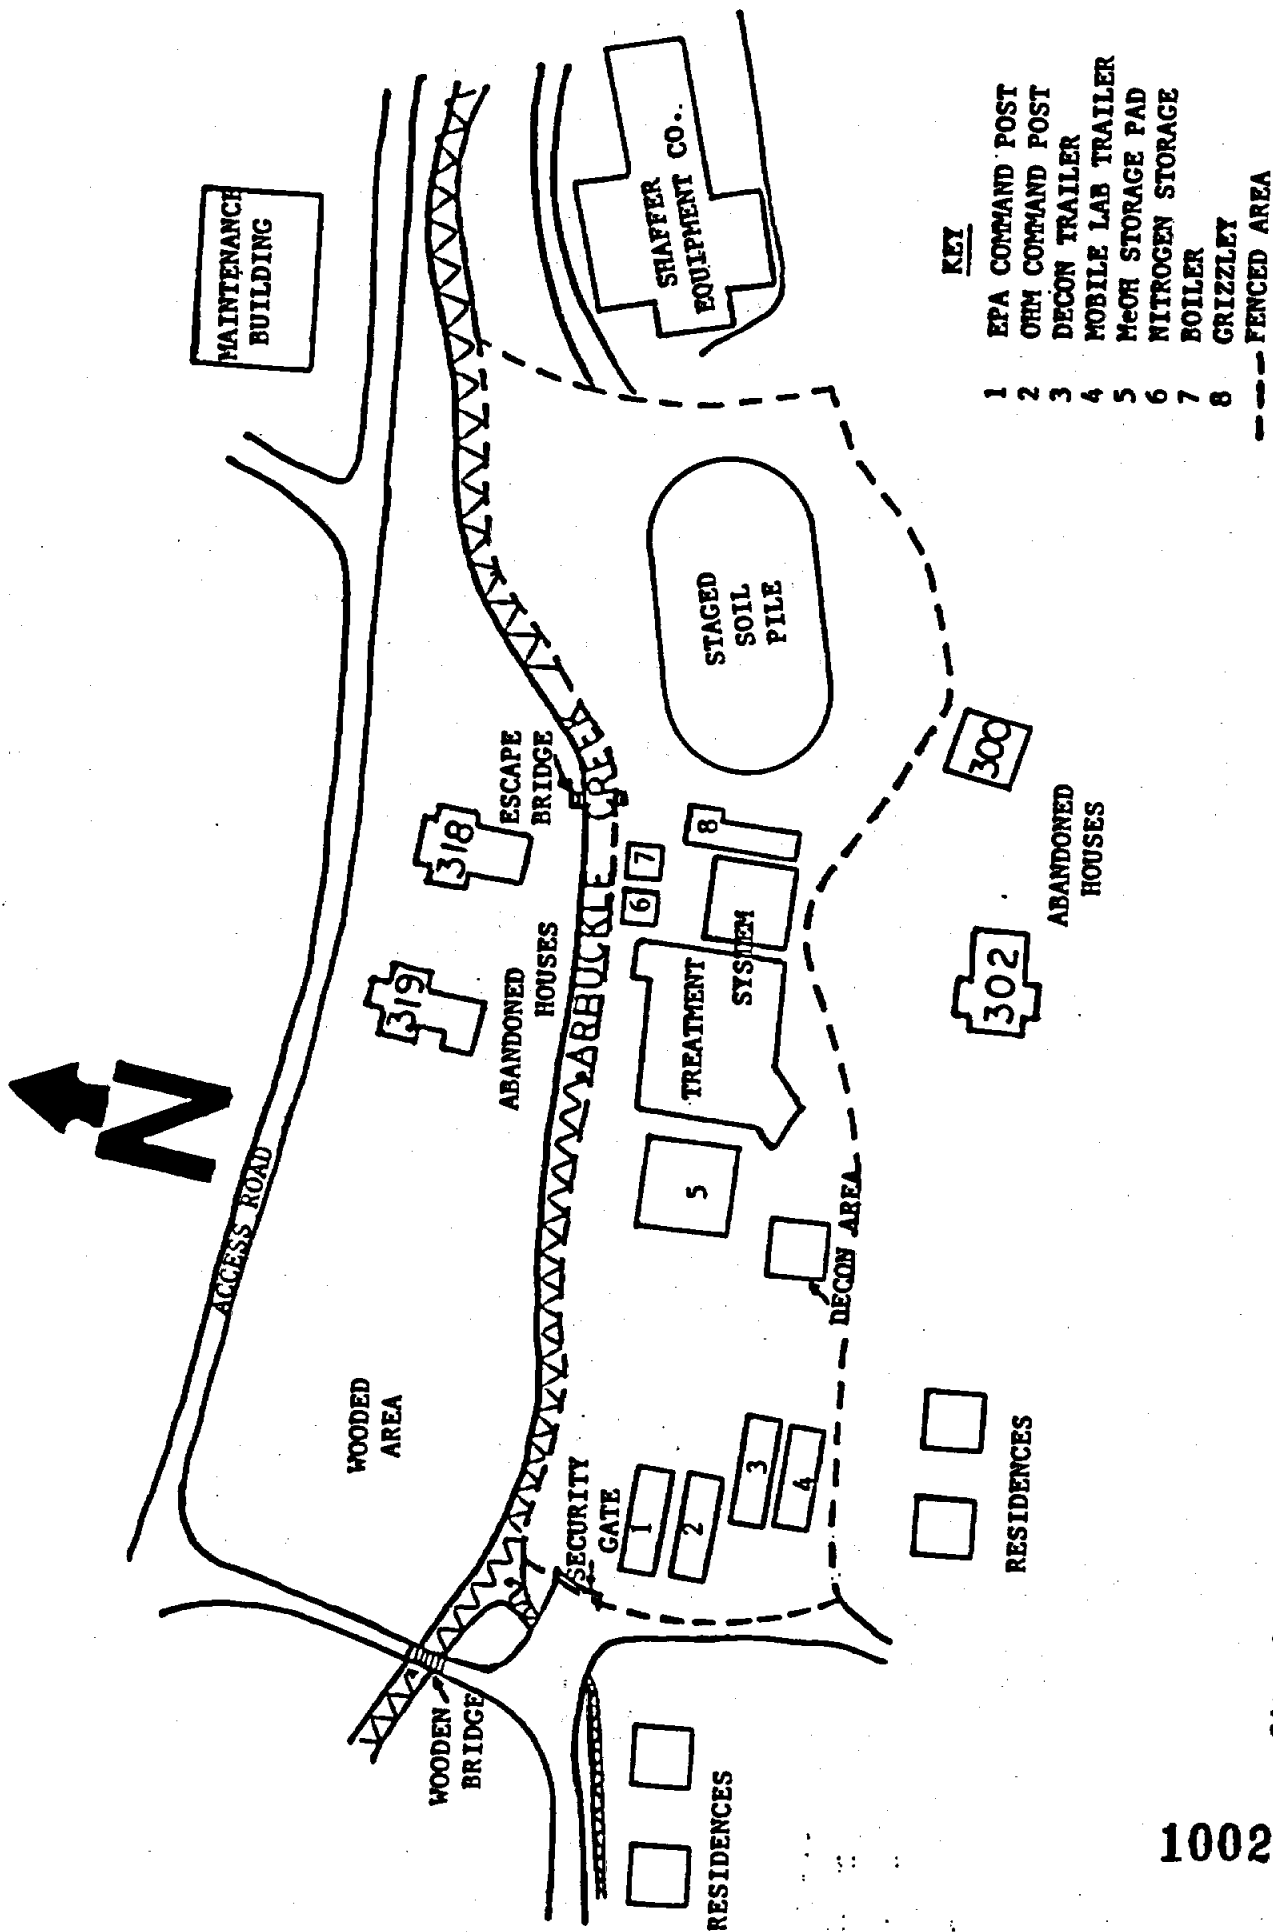 MAINTENANCE
BUILDING
SHAFFER
EQUIPMENT CO..
ACCESS ROAD
N
WOODED
AREA
319
318
ABANDONED
HOUSES
ESCAPE
BRIDGE
ARBUCKLE CREEK
WOODEN
BRIDGE
SECURITY
GATE
1
2
3
4
5
6
7
8
TREATMENT
SYSTEM
STAGED
SOIL
PILE
DECON AREA
RESIDENCES
RESIDENCES
302
300
ABANDONED
HOUSES
KEY
1 EPA COMMAND POST
2 OHM COMMAND POST
3 DECON TRAILER
4 MOBILE LAB TRAILER
5 MeOH STORAGE PAD
6 NITROGEN STORAGE
7 BOILER
8 GRIZZLEY
--- FENCED AREA
1002